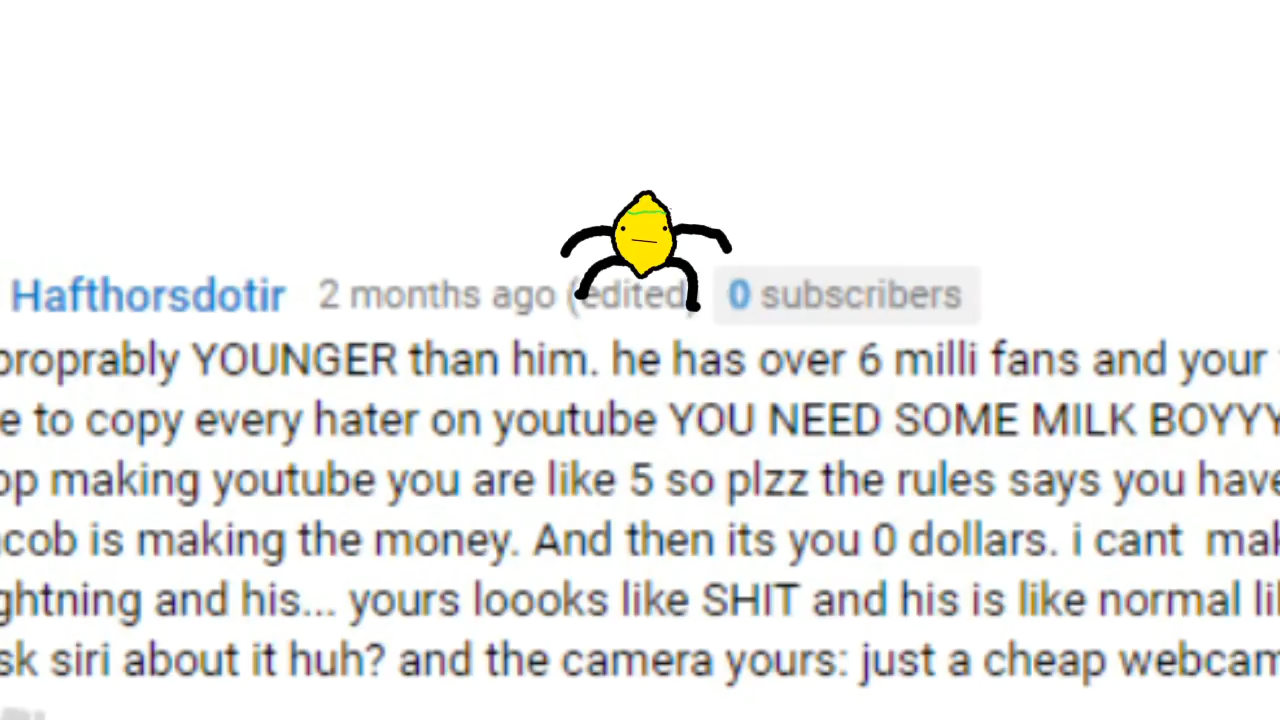 Hafthorsdotir 2 months ago (edited) 0 subscribers
proprably YOUNGER than him. he has over 6 milli fans and your
e to copy every hater on youtube YOU NEED SOME MILK BOYYY
op making youtube you are like 5 so plzz the rules says you have
acob is making the money. And then its you 0 dollars. i cant mak
ghtning and his... yours loooks like SHIT and his is like normal li
sk siri about it huh? and the camera yours: just a cheap webcam